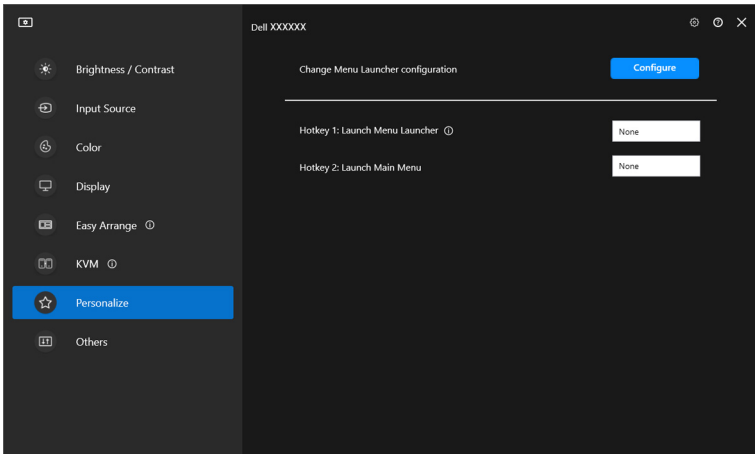 Dell XXXXXX
Brightness / Contrast
Input Source
Color
Display
Easy Arrange
KVM
Personalize
Others
Change Menu Launcher configuration
Configure
Hotkey 1: Launch Menu Launcher
None
Hotkey 2: Launch Main Menu
None